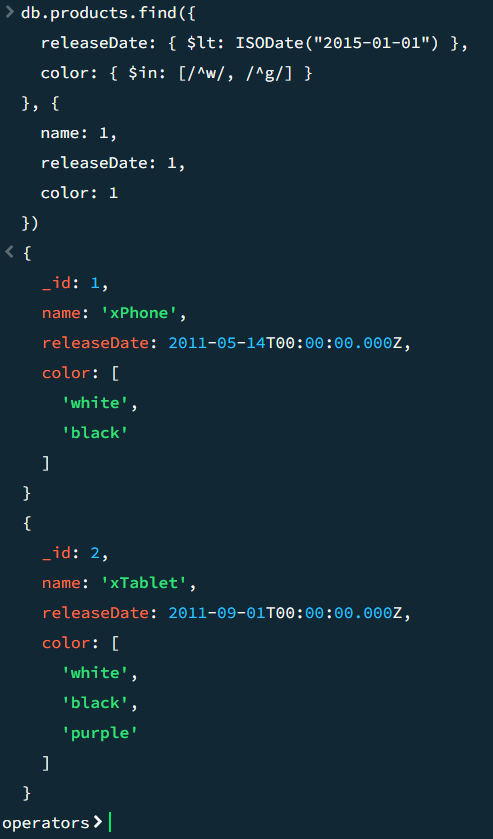 > db.products.find({
releaseDate: { $lt: ISODate("2015-01-01") },
color: { $in: [/^w/, /^g/] }
}, {
name: 1,
releaseDate: 1,
color: 1
})
< {
_id: 1,
name: 'xPhone',
releaseDate: 2011-05-14T00:00:00.000Z,
color: [
'white',
'black'
]
}
{
_id: 2,
name: 'xTablet',
releaseDate: 2011-09-01T00:00:00.000Z,
color: [
'white',
'black',
'purple'
]
}
operators>